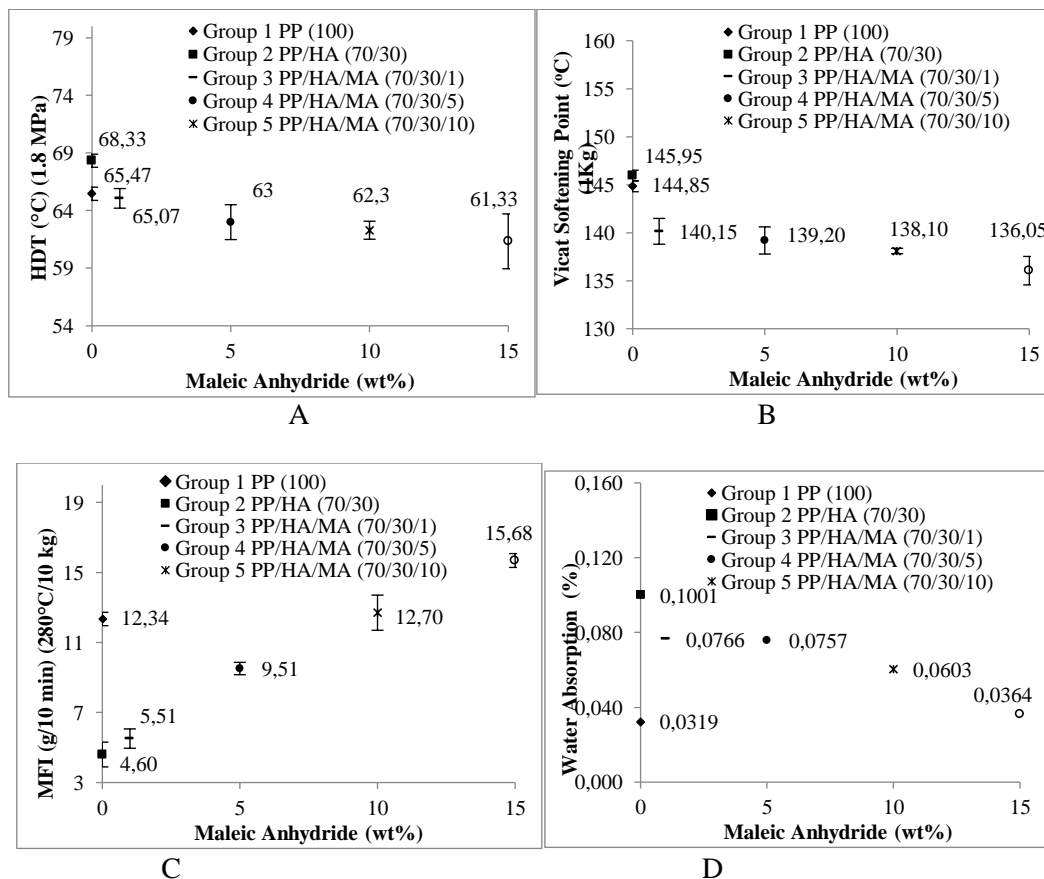 79
74
69
64
59
54
HDT (°C) (1.8 MPa)
Group 1 PP (100)
Group 2 PP/HA (70/30)
Group 3 PP/HA/MA (70/30/1)
Group 4 PP/HA/MA (70/30/5)
Group 5 PP/HA/MA (70/30/10)
68,33
65,47
65,07
63
62,3
61,33
0 5 10 15
Maleic Anhydride (wt%)
A
160
155
150
145
140
135
130
Vicat Softening Point (°C)
(1Kg)
Group 1 PP (100)
Group 2 PP/HA (70/30)
Group 3 PP/HA/MA (70/30/1)
Group 4 PP/HA/MA (70/30/5)
Group 5 PP/HA/MA (70/30/10)
145,95
144,85
140,15
139,20
138,10
136,05
0 5 10 15
Maleic Anhydride (wt%)
B
19
15
11
7
3
MFI (g/10 min) (280°C/10 kg)
Group 1 PP (100)
Group 2 PP/HA (70/30)
Group 3 PP/HA/MA (70/30/1)
Group 4 PP/HA/MA (70/30/5)
Group 5 PP/HA/MA (70/30/10)
15,68
12,34
12,70
9,51
5,51
4,60
0 5 10 15
Maleic Anhydride (wt%)
C
0,160
0,120
0,080
0,040
0,000
Water Absorption (%)
Group 1 PP (100)
Group 2 PP/HA (70/30)
Group 3 PP/HA/MA (70/30/1)
Group 4 PP/HA/MA (70/30/5)
Group 5 PP/HA/MA (70/30/10)
0,1001
0,0766
0,0757
0,0603
0,0364
0,0319
0 5 10 15
Maleic Anhydride (wt%)
D